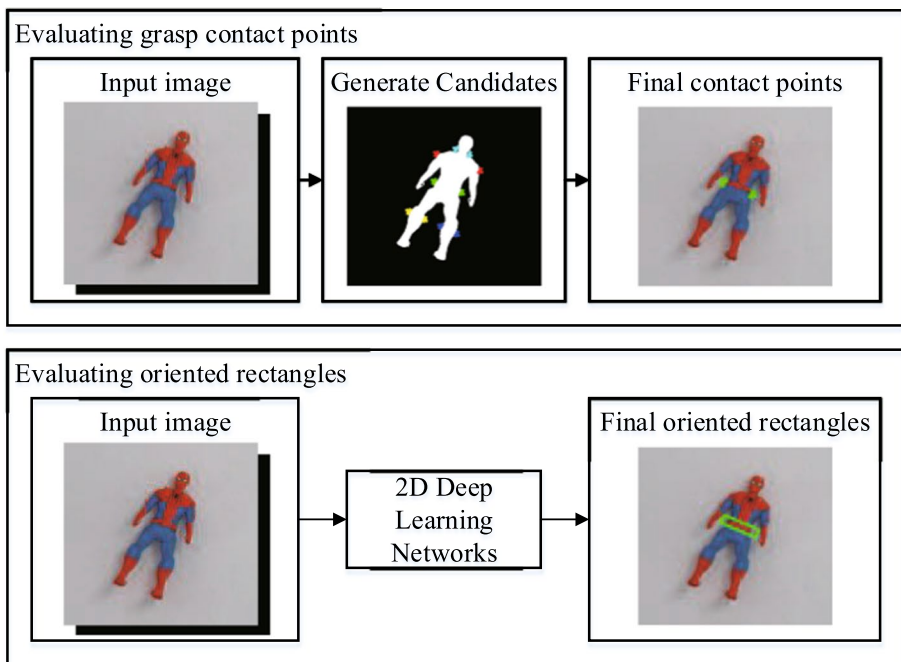 Evaluating grasp contact points
Input image
Generate Candidates
Final contact points
Evaluating oriented rectangles
Input image
2D Deep
Learning
Networks
Final oriented rectangles